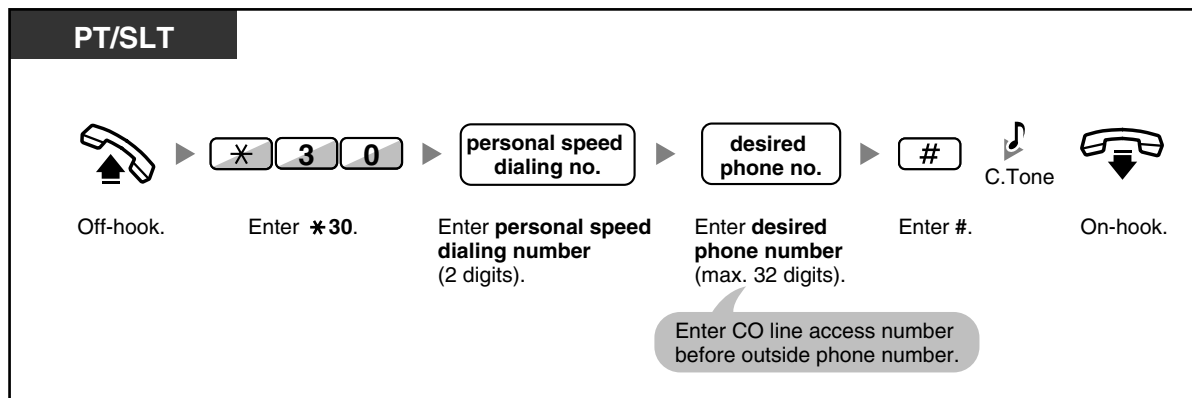 PT/SLT
* 3 0
personal speed
dialing no.
desired
phone no.
#
C.Tone
Off-hook.
Enter *30.
Enter personal speed
dialing number
(2 digits).
Enter desired
phone number
(max. 32 digits).
Enter #.
On-hook.
Enter CO line access number
before outside phone number.